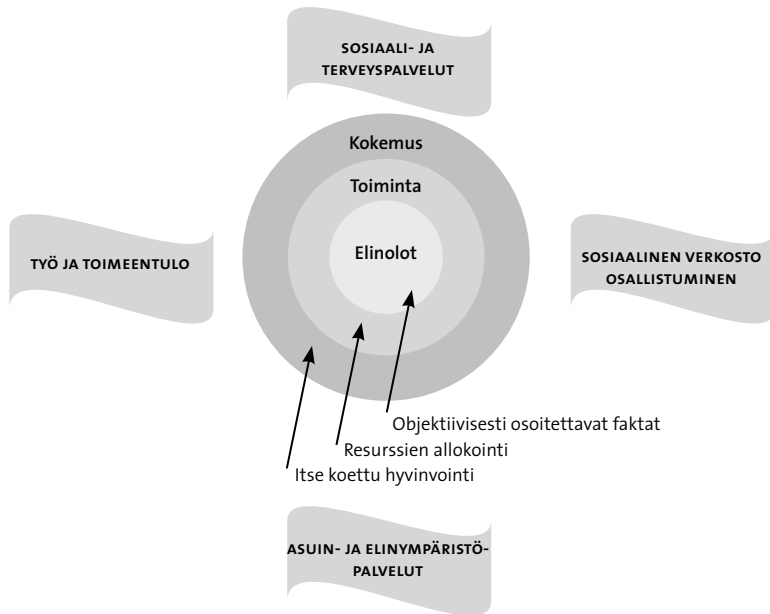 SOSIAALI- JA
TERVEYSPALVELUT
Kokemus
Toiminta
Elinolot
TYÖ JA TOIMEENTULO
SOSIAALINEN VERKOSTO
OSALLISTUMINEN
Objektiivisesti osoitettavat faktat
Resurssien allokointi
Itse koettu hyvinvointi
ASUIN- JA ELINYMPÄRISTÖ-
PALVELUT